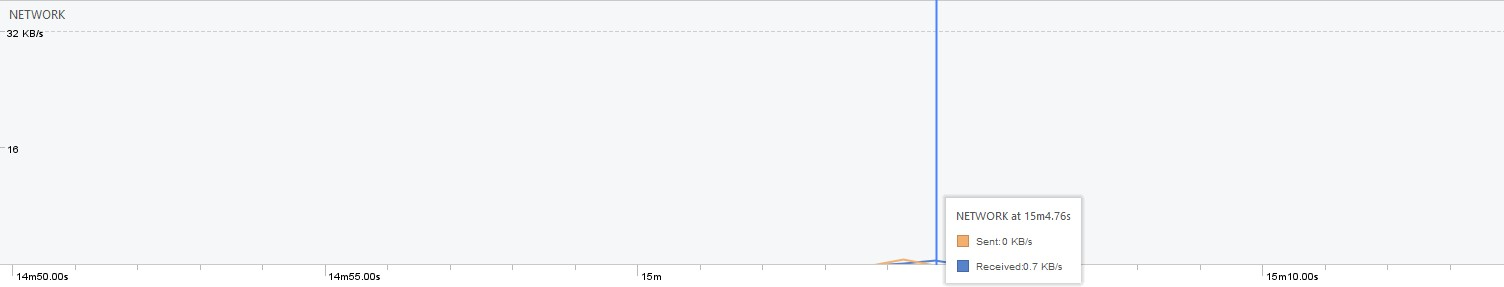 NETWORK
32 KB/s
16
NETWORK at 15m4.76s
Sent:0 KB/s
Received:0.7 KB/s
14m50.00s
14m55.00s
15m
15m10.00s